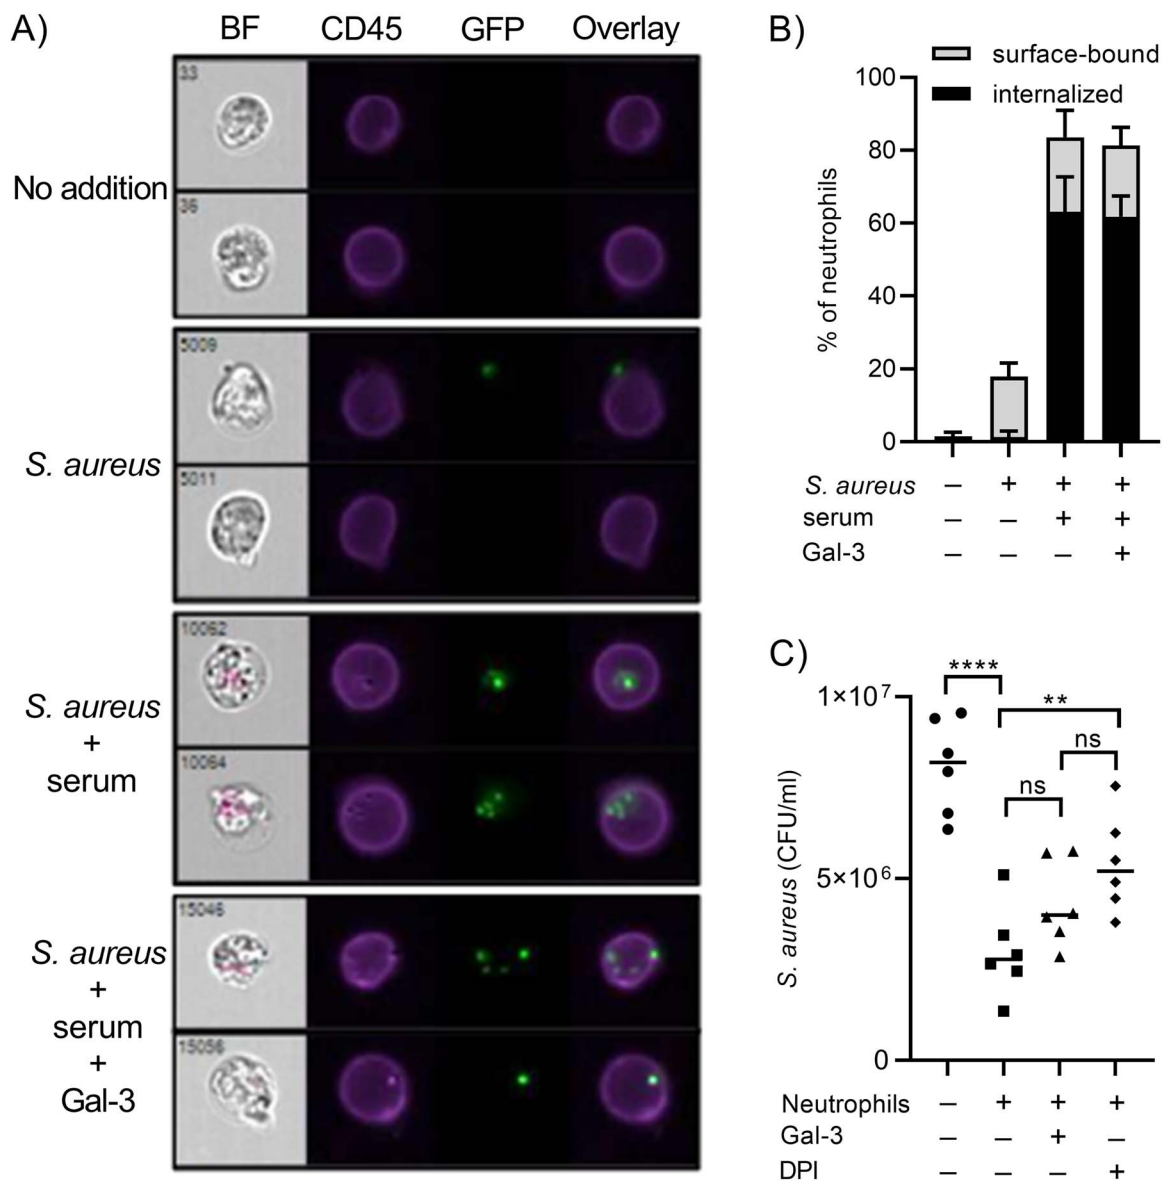 A)
BF CD45 GFP Overlay
No addition
33
36
S. aureus
5009
5011
S. aureus
+
serum
10062
10064
S. aureus
+
serum
+
Gal-3
15046
15056
B)
surface-bound
internalized
% of neutrophils
100
80
60
40
20
0
S. aureus – + + +
serum – – + +
Gal-3 – – – +
C)
****
**
ns
ns
S. aureus (CFU/ml)
1×10⁷
5×10⁶
0
Neutrophils – + + +
Gal-3 – – + –
DPI – – – +